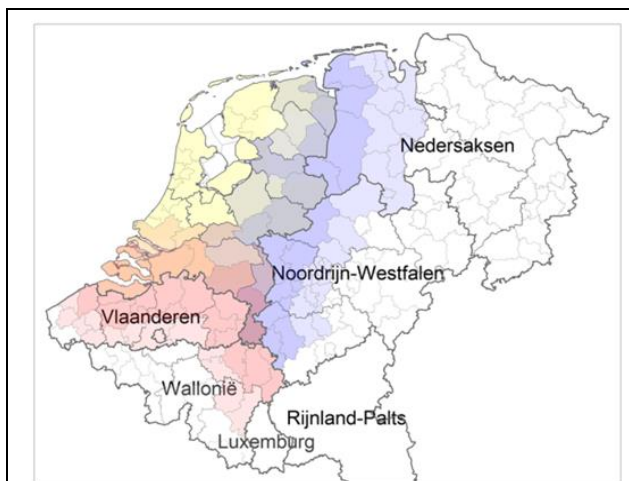 Nedersaksen
Noordrijn-Westfalen
Vlaanderen
Wallonië
Rijnland-Palts
Luxemburg